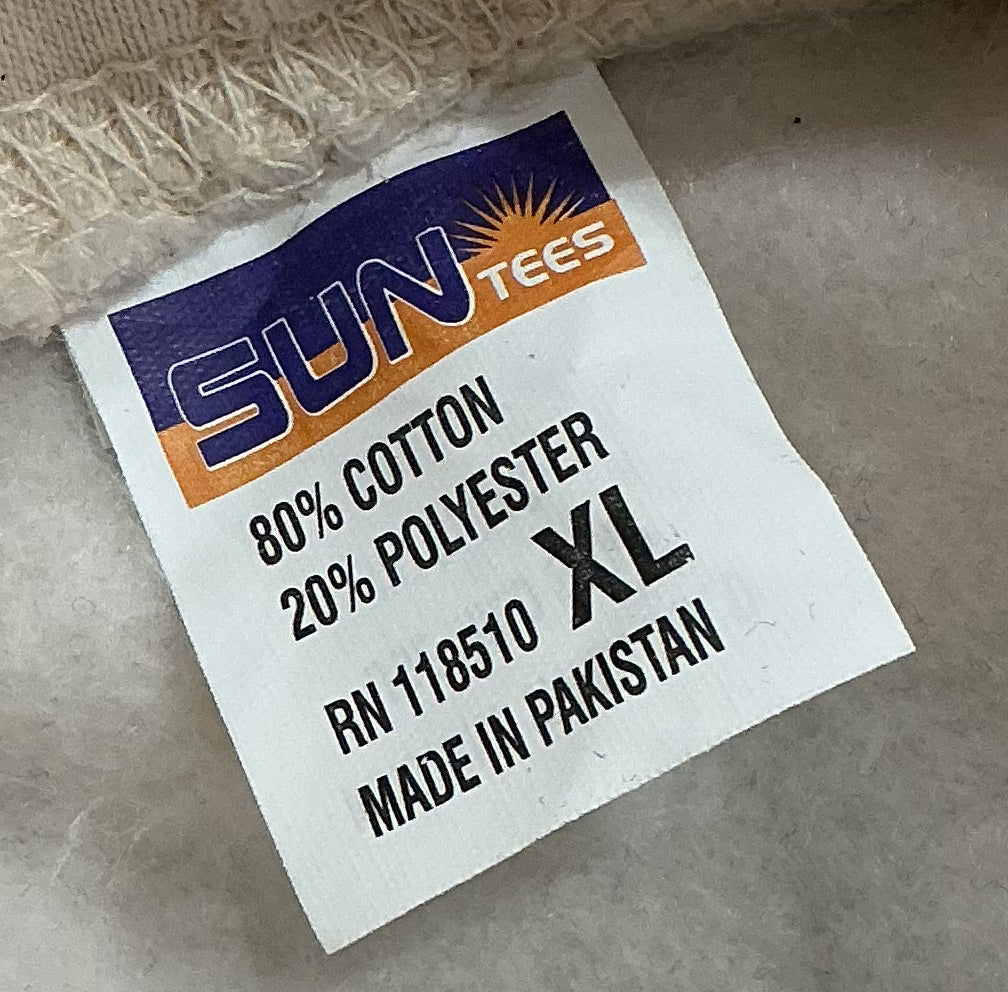 SUN TEES
80% COTTON
20% POLYESTER
XL
RN 118510
MADE IN PAKISTAN